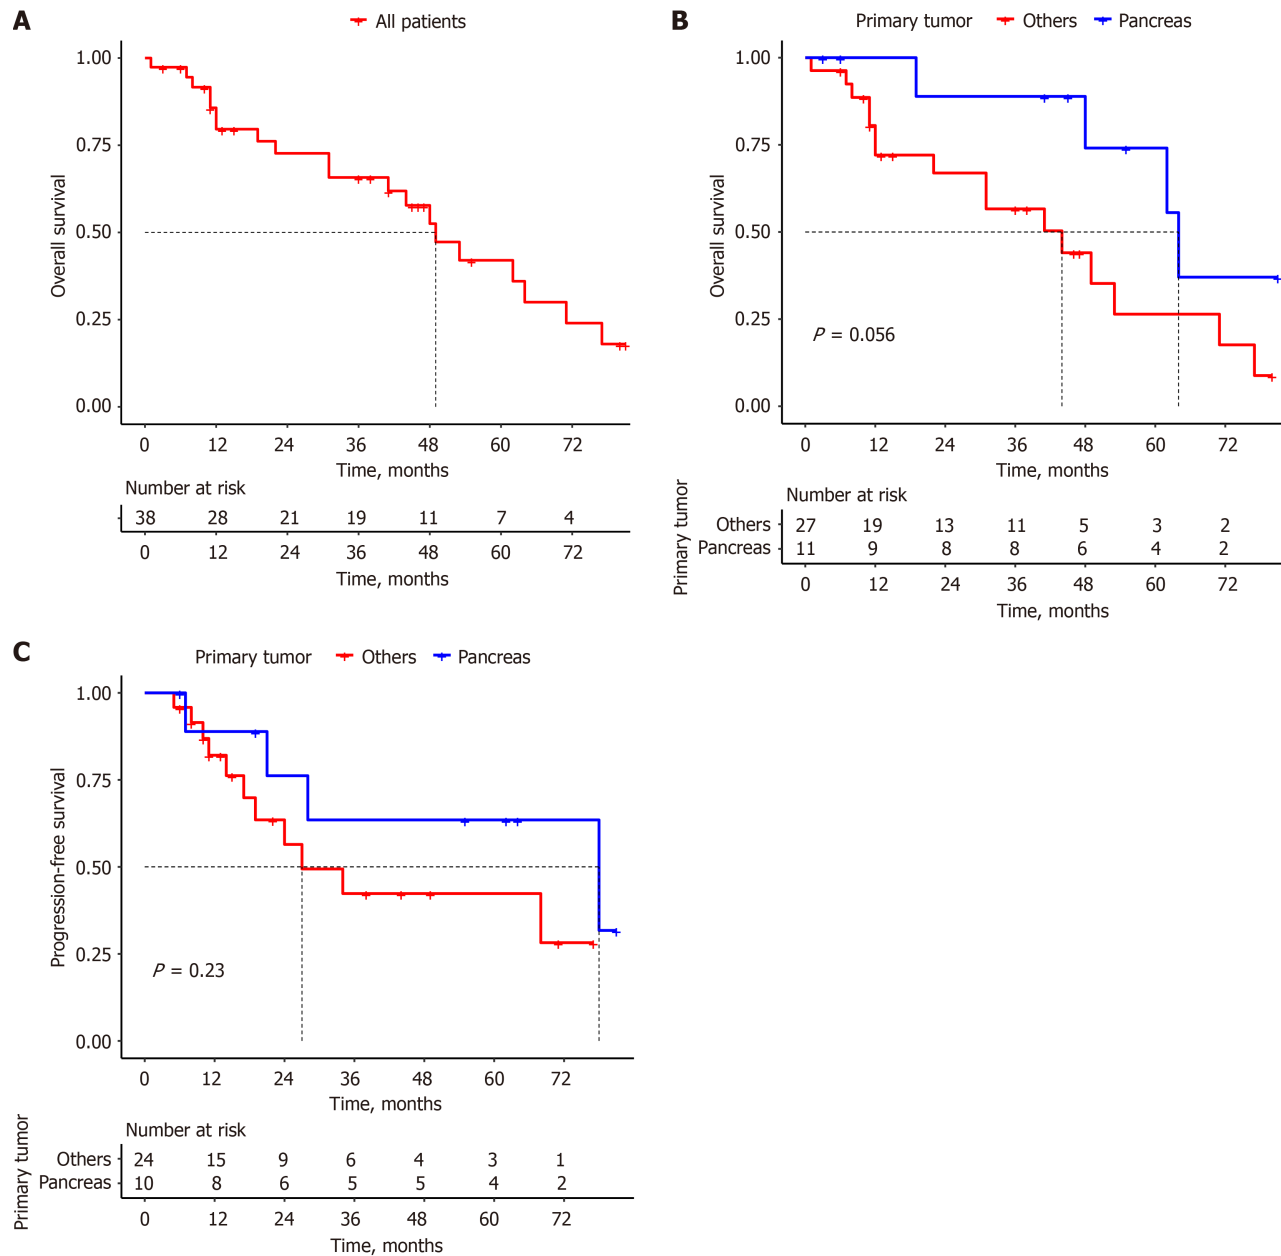 A
All patients
1.00
0.75
0.50
0.25
0.00
Overall survival
0 12 24 36 48 60 72
Time, months
Number at risk
38 28 21 19 11 7 4
0 12 24 36 48 60 72
Time, months
B
Primary tumor Others Pancreas
1.00
0.75
0.50
0.25
0.00
Overall survival
P = 0.056
0 12 24 36 48 60 72
Time, months
Primary tumor
Number at risk
Others 27 19 13 11 5 3 2
Pancreas 11 9 8 8 6 4 2
0 12 24 36 48 60 72
Time, months
C
Primary tumor Others Pancreas
1.00
0.75
0.50
0.25
0.00
Progression-free survival
P = 0.23
0 12 24 36 48 60 72
Time, months
Primary tumor
Number at risk
Others 24 15 9 6 4 3 1
Pancreas 10 8 6 5 5 4 2
0 12 24 36 48 60 72
Time, months